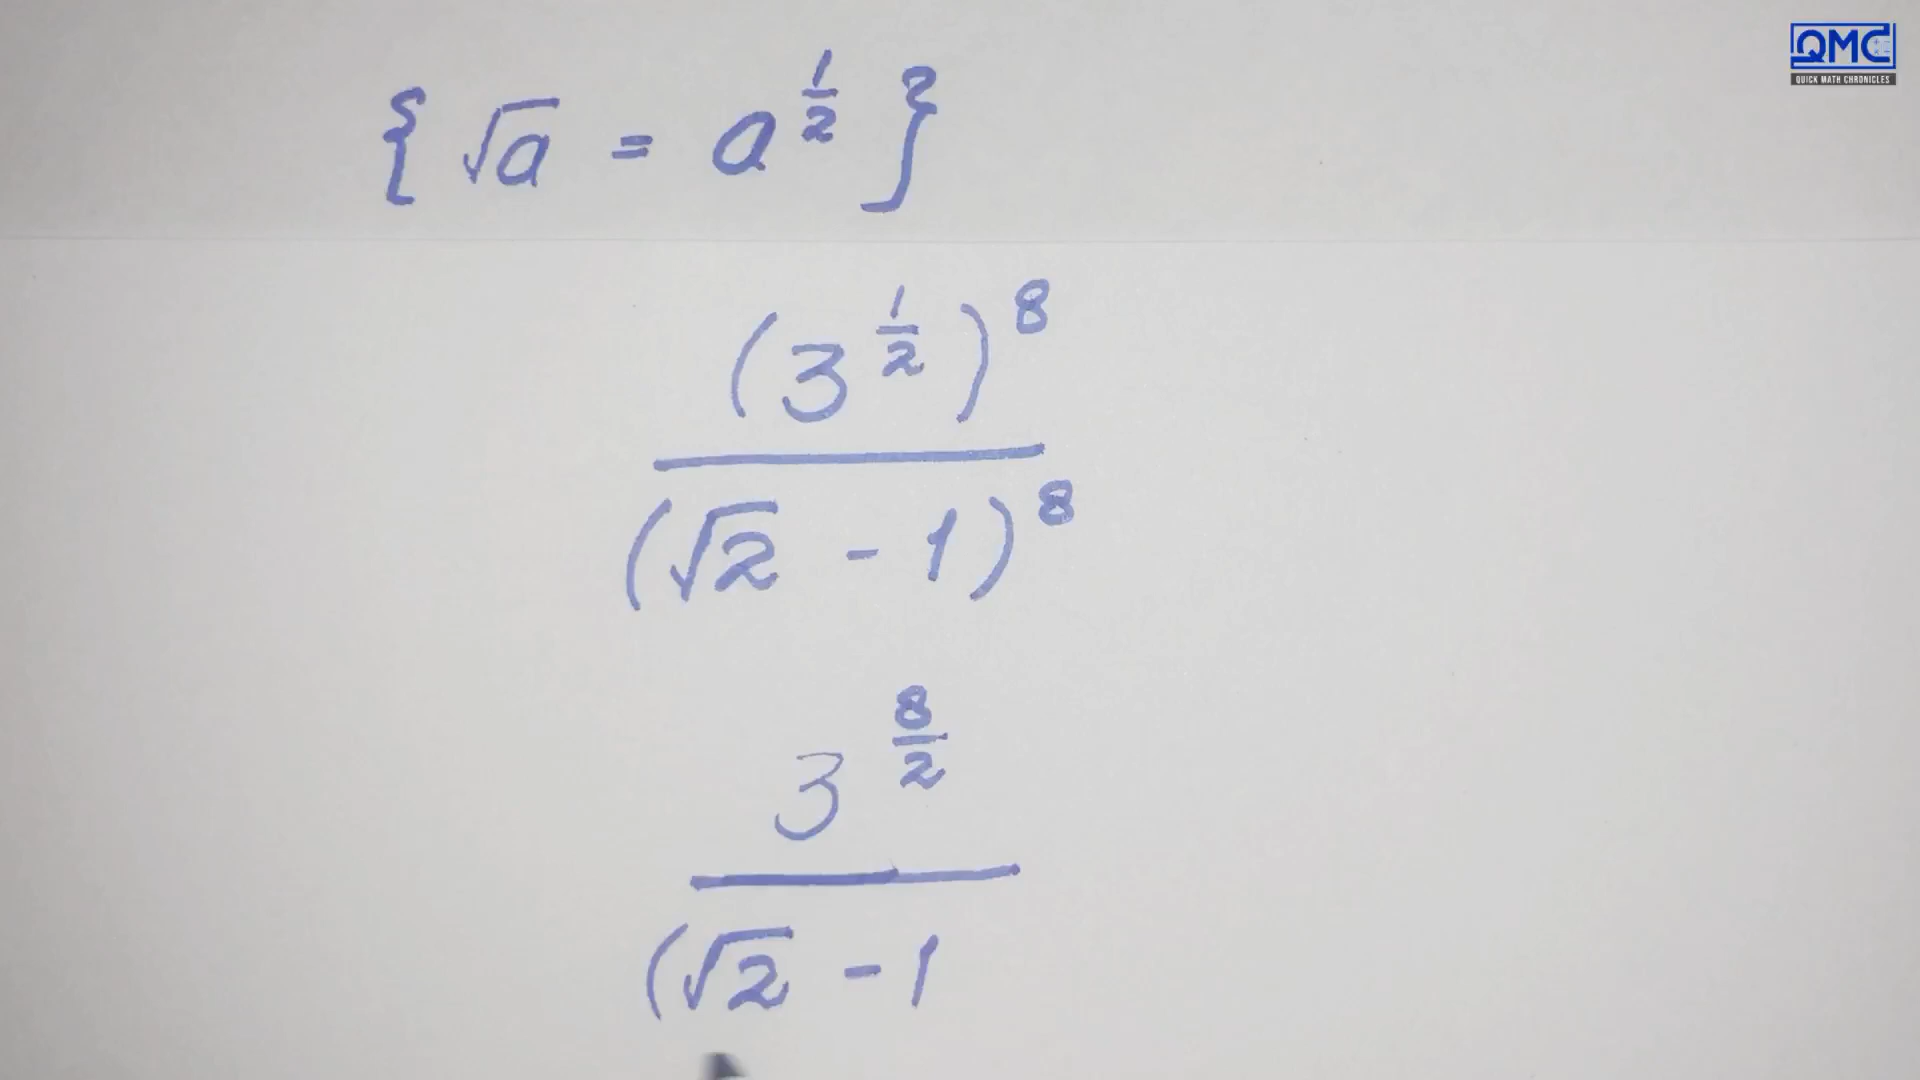 QMC
QUICK MATH CHRONICLES
{ √a = a^(1/2) }
(3^(1/2))^8
(√2 - 1)^8
3^(8/2)
(√2 - 1